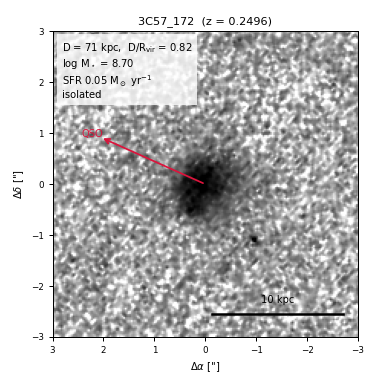 3C57_172 (z = 0.2496)
D = 71 kpc, D/Rvir = 0.82
log M⋆ = 8.70
SFR 0.05 M⊙ yr⁻¹
isolated
QSO
10 kpc
Δδ ["]
3
2
1
0
−1
−2
−3
3 2 1 0 −1 −2 −3
Δα ["]